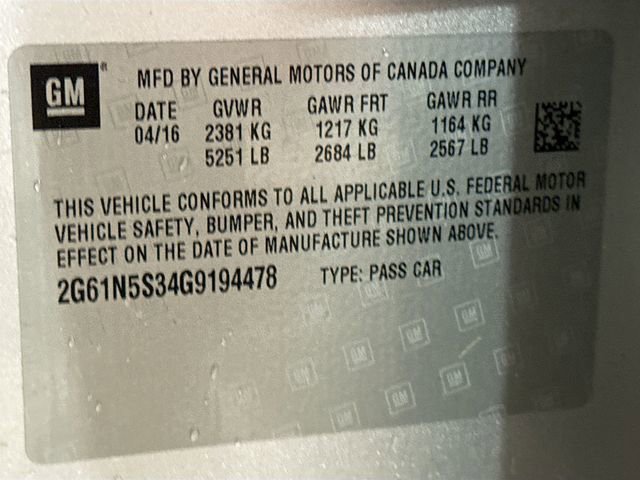 GM
MFD BY GENERAL MOTORS OF CANADA COMPANY
DATE GVWR GAWR FRT GAWR RR
04/16 2381 KG 1217 KG 1164 KG
5251 LB 2684 LB 2567 LB
THIS VEHICLE CONFORMS TO ALL APPLICABLE U.S. FEDERAL MOTOR
VEHICLE SAFETY, BUMPER, AND THEFT PREVENTION STANDARDS IN
EFFECT ON THE DATE OF MANUFACTURE SHOWN ABOVE.
2G61N5S34G9194478 TYPE: PASS CAR